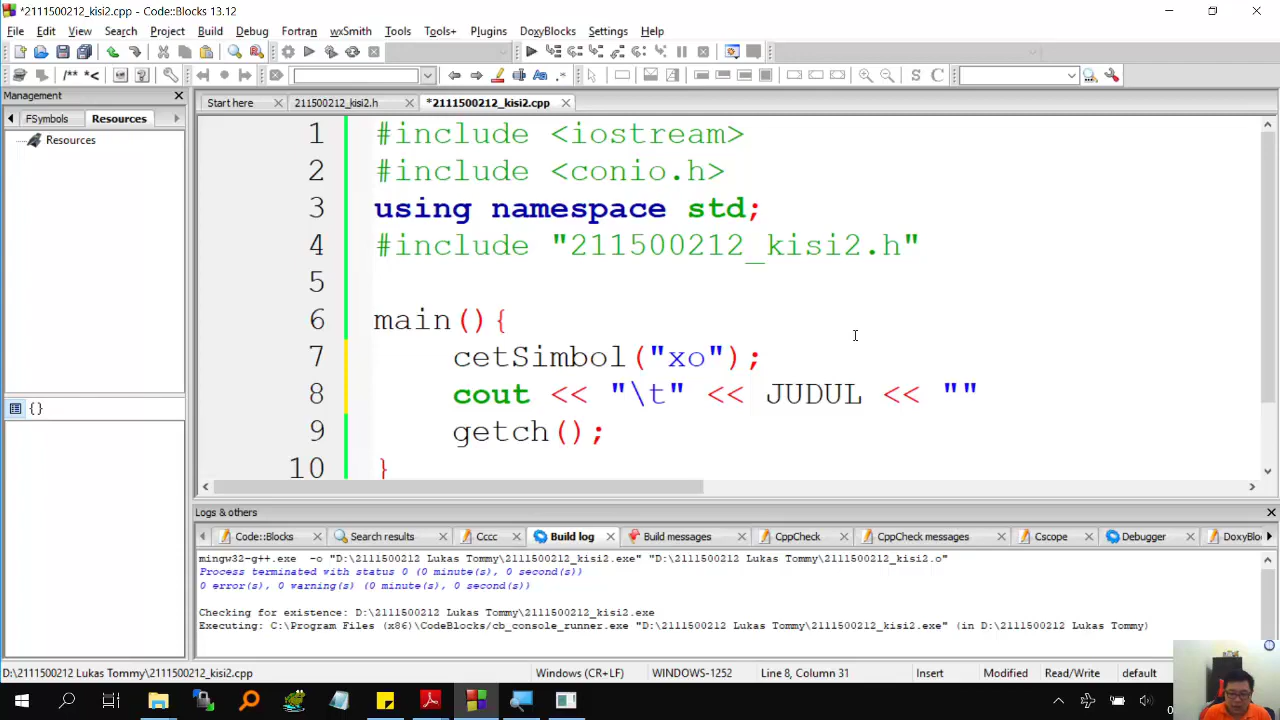 *2111500212_kisi2.cpp - Code::Blocks 13.12
File Edit View Search Project Build Debug Fortran wxSmith Tools Tools+ Plugins DoxyBlocks Settings Help
/** *<
S C
Management
FSymbols Resources
Resources
{}
Start here 211500212_kisi2.h *2111500212_kisi2.cpp
1 #include <iostream>
2 #include <conio.h>
3 using namespace std;
4 #include "211500212_kisi2.h"
5
6 main(){
7 cetSimbol("xo");
8 cout << "\t" << JUDUL << ""
9 getch();
10 }
Logs & others
Code::Blocks Search results Cccc Build log Build messages CppCheck CppCheck messages Cscope Debugger DoxyBlo
mingw32-g++.exe -o "D:\2111500212 Lukas Tommy\2111500212_kisi2.exe" "D:\2111500212 Lukas Tommy\2111500212_kisi2.o"
Process terminated with status 0 (0 minute(s), 0 second(s))
0 error(s), 0 warning(s) (0 minute(s), 0 second(s))
Checking for existence: D:\2111500212 Lukas Tommy\2111500212_kisi2.exe
Executing: C:\Program Files (x86)\CodeBlocks/cb_console_runner.exe "D:\2111500212 Lukas Tommy\2111500212_kisi2.exe" (in D:\2111500212 Lukas Tommy)
D:\2111500212 Lukas Tommy\2111500212_kisi2.cpp Windows (CR+LF) WINDOWS-1252 Line 8, Column 31 Insert Modified Read/Write default